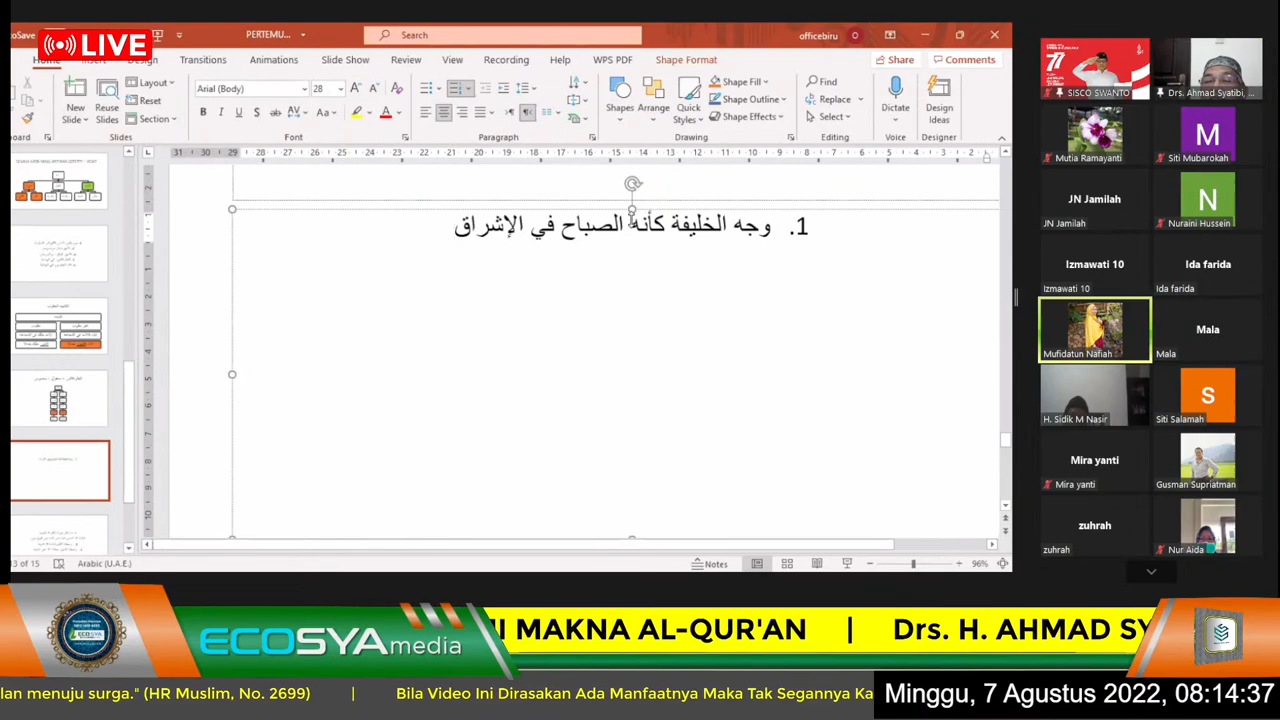 LIVE
coSave
PERTEMU...
Search
officebiru
O
Home
Insert
Design
Transitions
Animations
Slide Show
Review
View
Recording
Help
WPS PDF
Shape Format
Share
Comments
New Slide
Reuse Slides
Layout
Reset
Section
Slides
Arial (Body)
28
Font
Paragraph
Shapes
Arrange
Quick Styles
Shape Fill
Shape Outline
Shape Effects
Drawing
Find
Replace
Select
Editing
Dictate
Voice
Design Ideas
Designer
1. وجه الخليفة كأنه الصباح في الإشراق
13 of 15
Arabic (U.A.E.)
Notes
96%
SISCO SWANTO
Drs. Ahmad Syatibi, ...
Mutia Ramayanti
M
Siti Mubarokah
JN Jamilah
JN Jamilah
N
Nuraini Hussein
Izmawati 10
Izmawati 10
Ida farida
Ida farida
Mufidatun Nafiah
Mala
Mala
H. Sidik M Nasir
S
Siti Salamah
Mira yanti
Mira yanti
Gusman Supriatman
zuhrah
zuhrah
Nur Aida
ECOSYAmedia
I MAKNA AL-QUR'AN | Drs. H. AHMAD SY
lan menuju surga." (HR Muslim, No. 2699) | Bila Video Ini Dirasakan Ada Manfaatnya Maka Tak Segannya Ka
Minggu, 7 Agustus 2022, 08:14:37